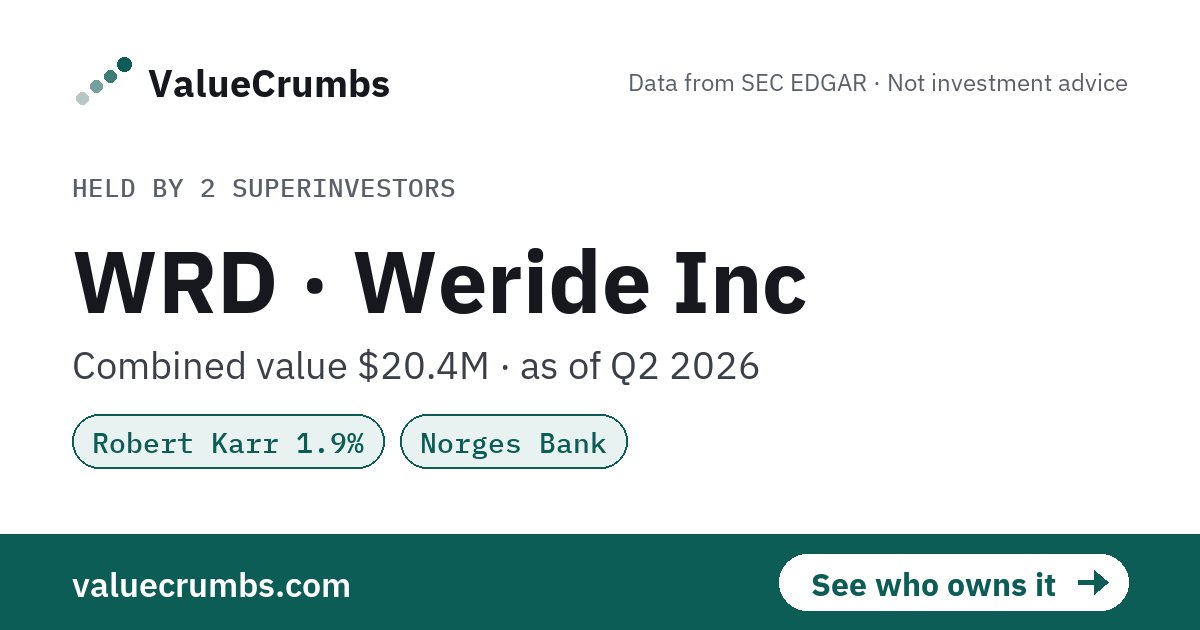 ValueCrumbs
Data from SEC EDGAR · Not investment advice
HELD BY 2 SUPERINVESTORS
WRD · Weride Inc
Combined value $20.4M · as of Q2 2026
Robert Karr 1.9%
Norges Bank
valuecrumbs.com
See who owns it →